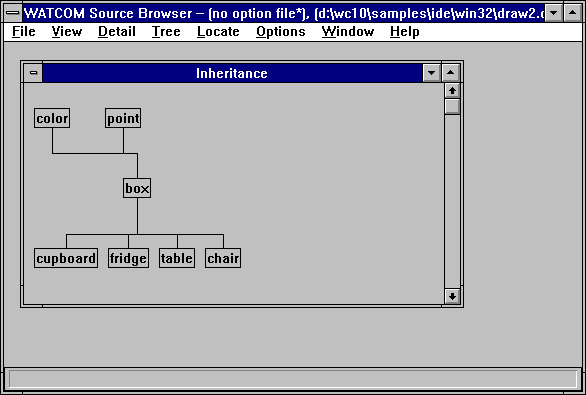 WATCOM Source Browser – (no option file*), (d:\wc10\samples\ide\win32\draw2.
File View Detail Tree Locate Options Window Help
Inheritance
color point
box
cupboard fridge table chair